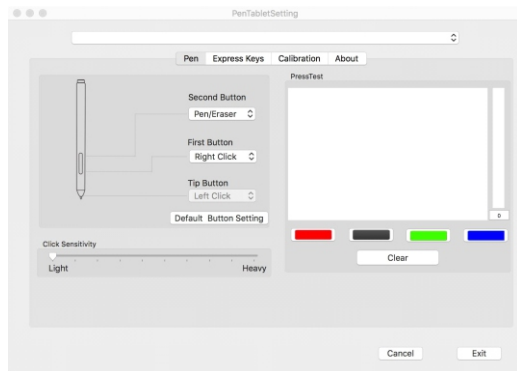 PenTabletSetting
Pen Express Keys Calibration About
Second Button
Pen/Eraser
First Button
Right Click
Tip Button
Left Click
Default Button Setting
PressTest
0
Clear
Click Sensitivity
Light Heavy
Cancel Exit